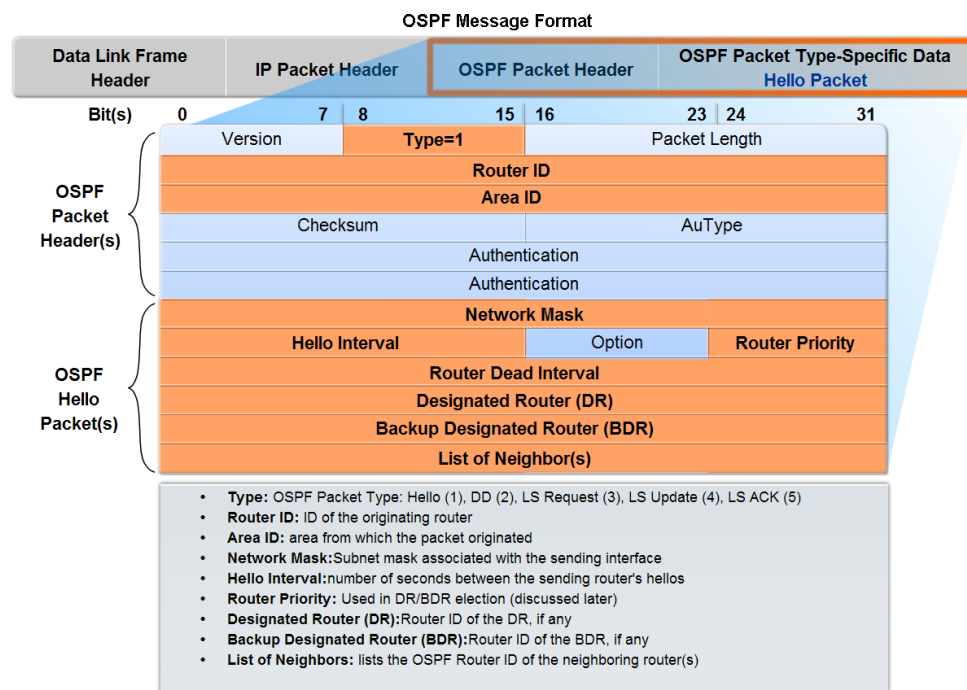 OSPF Message Format
Data Link Frame Header
IP Packet Header
OSPF Packet Header
OSPF Packet Type-Specific Data
Hello Packet
Bit(s) 0 7 8 15 16 23 24 31
OSPF Packet Header(s)
Version Type=1 Packet Length
Router ID
Area ID
Checksum AuType
Authentication
Authentication
OSPF Hello Packet(s)
Network Mask
Hello Interval Option Router Priority
Router Dead Interval
Designated Router (DR)
Backup Designated Router (BDR)
List of Neighbor(s)
• Type: OSPF Packet Type: Hello (1), DD (2), LS Request (3), LS Update (4), LS ACK (5)
• Router ID: ID of the originating router
• Area ID: area from which the packet originated
• Network Mask:Subnet mask associated with the sending interface
• Hello Interval:number of seconds between the sending router's hellos
• Router Priority: Used in DR/BDR election (discussed later)
• Designated Router (DR):Router ID of the DR, if any
• Backup Designated Router (BDR):Router ID of the BDR, if any
• List of Neighbors: lists the OSPF Router ID of the neighboring router(s)